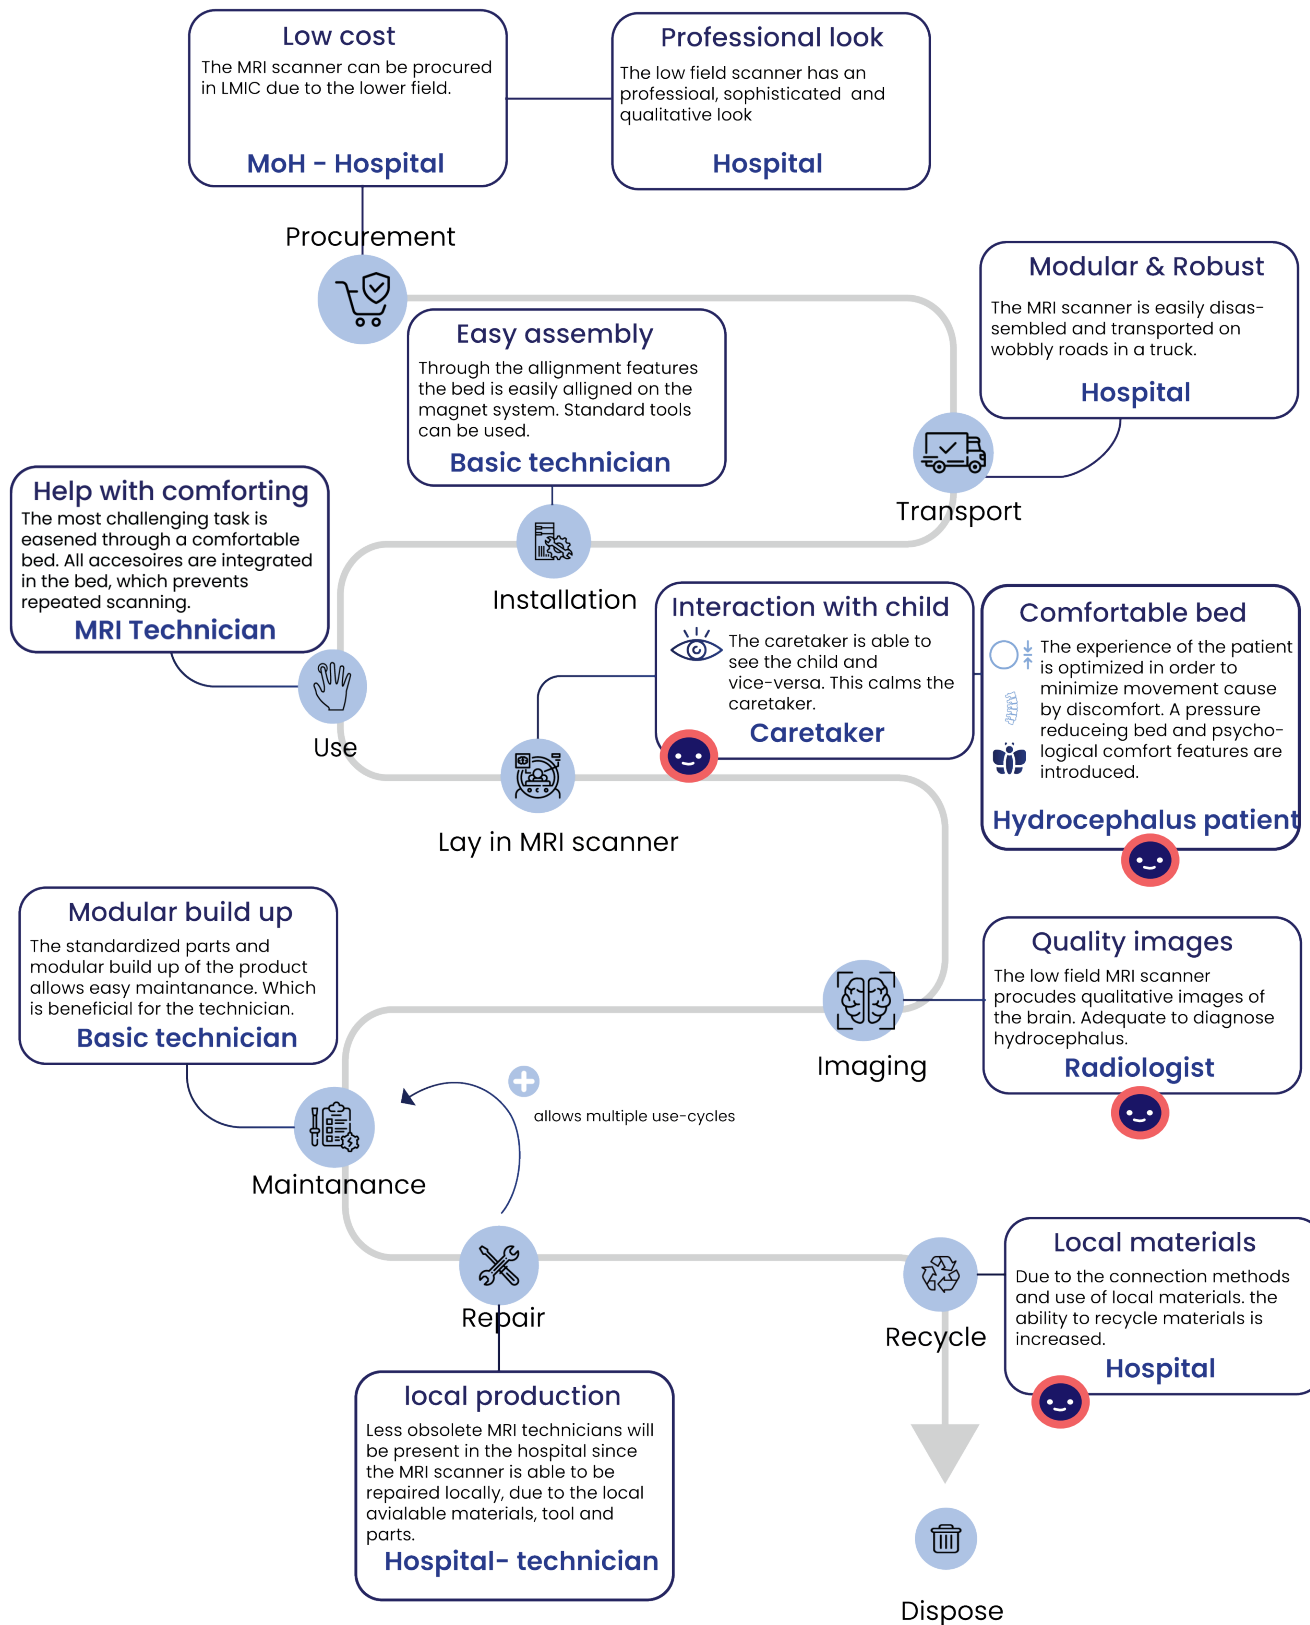 Low cost
The MRI scanner can be procured
in LMIC due to the lower field.
MoH - Hospital
Professional look
The low field scanner has an
professioal, sophisticated and
qualitative look
Hospital
Procurement
Modular & Robust
The MRI scanner is easily disas-
sembled and transported on
wobbly roads in a truck.
Hospital
Transport
Easy assembly
Through the allignment features
the bed is easily alligned on the
magnet system. Standard tools
can be used.
Basic technician
Installation
Help with comforting
The most challenging task is
easened through a comfortable
bed. All accesoires are integrated
in the bed, which prevents
repeated scanning.
MRI Technician
Use
Interaction with child
The caretaker is able to
see the child and
vice-versa. This calms the
caretaker.
Caretaker
Comfortable bed
The experience of the patient
is optimized in order to
minimize movement cause
by discomfort. A pressure
reduceing bed and psycho-
logical comfort features are
introduced.
Hydrocephalus patient
Lay in MRI scanner
Quality images
The low field MRI scanner
procudes qualitative images of
the brain. Adequate to diagnose
hydrocephalus.
Radiologist
Imaging
Modular build up
The standardized parts and
modular build up of the product
allows easy maintanance. Which
is beneficial for the technician.
Basic technician
Maintanance
allows multiple use-cycles
Repair
local production
Less obsolete MRI technicians will
be present in the hospital since
the MRI scanner is able to be
repaired locally, due to the local
avialable materials, tool and
parts.
Hospital- technician
Local materials
Due to the connection methods
and use of local materials. the
ability to recycle materials is
increased.
Hospital
Recycle
Dispose